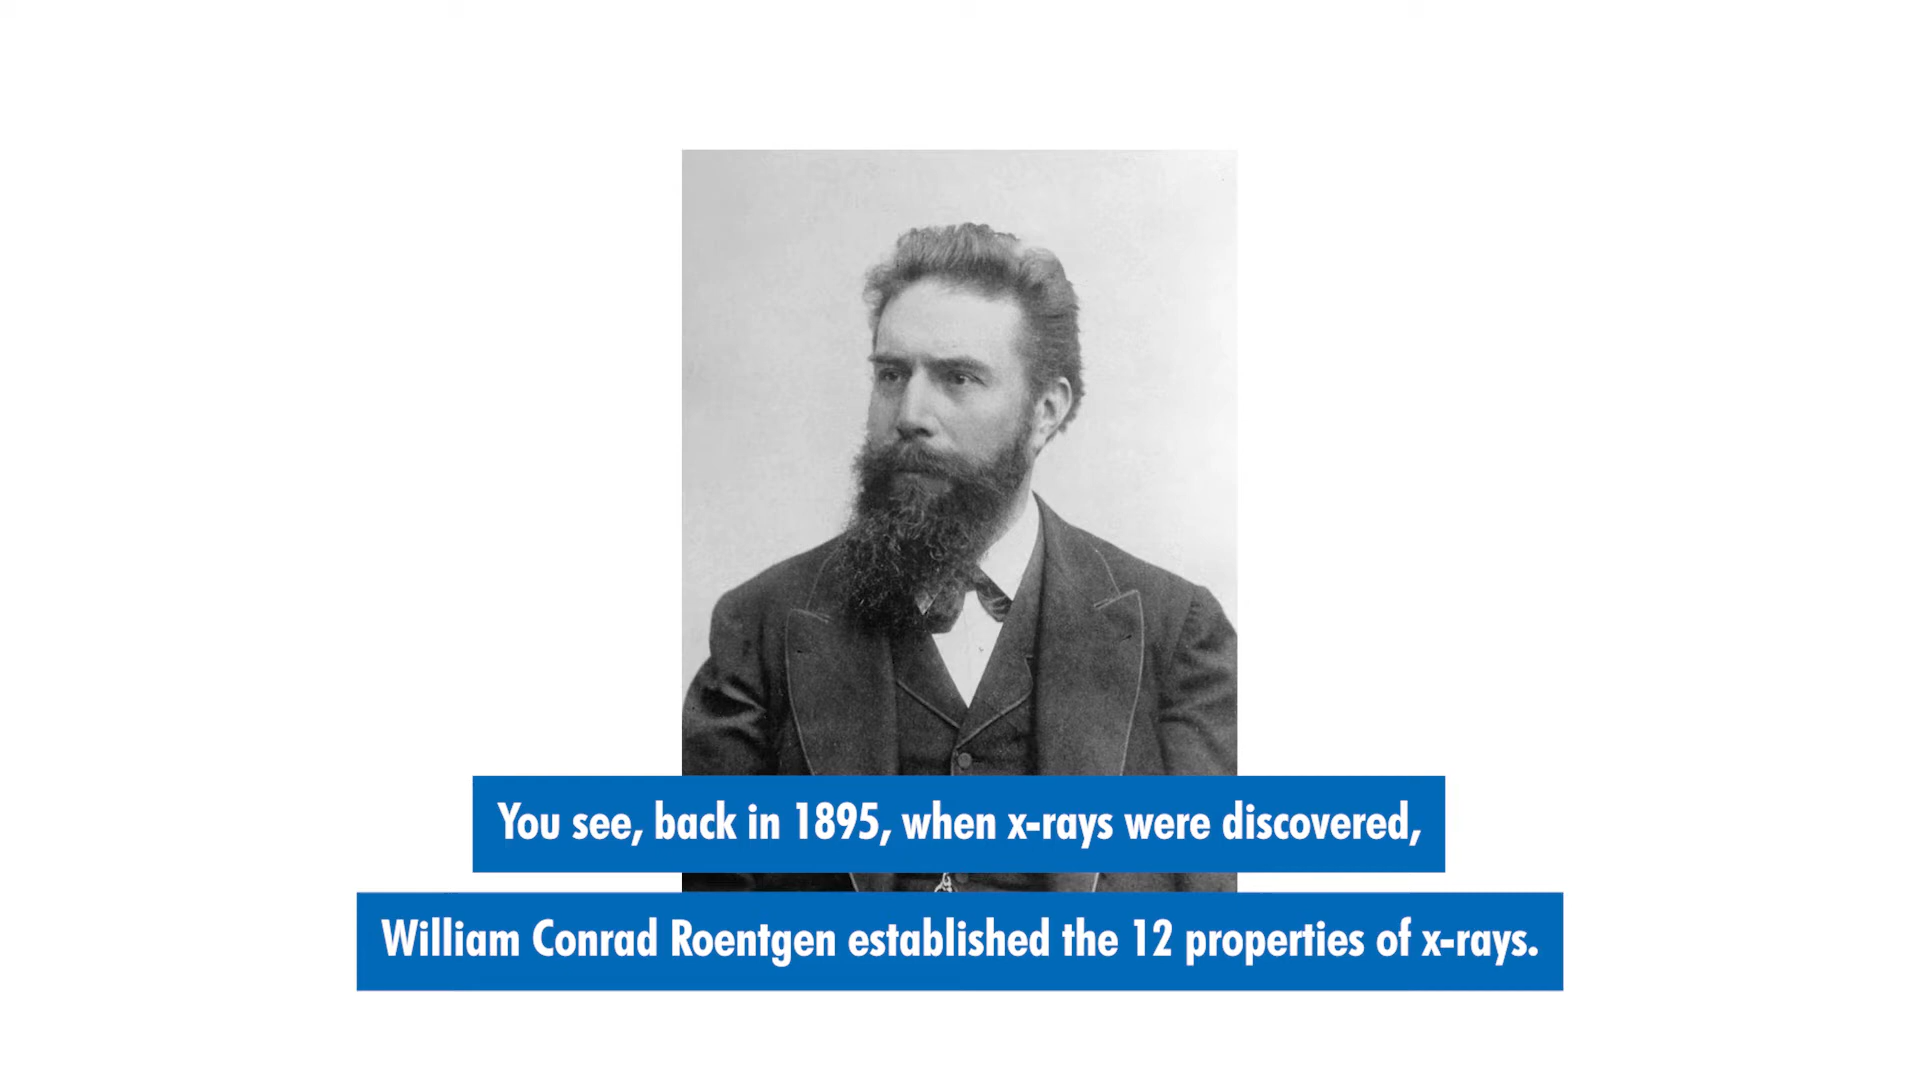 You see, back in 1895, when x-rays were discovered,
William Conrad Roentgen established the 12 properties of x-rays.